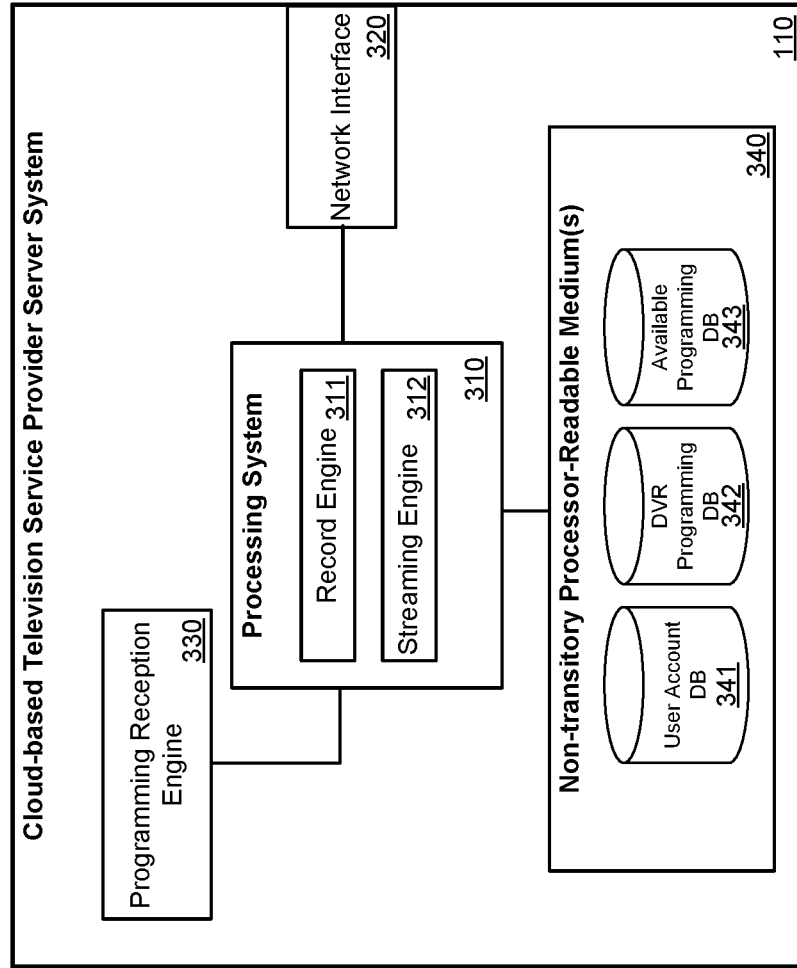 Cloud-based Television Service Provider Server System
Programming Reception
Engine
330
Processing System
Record Engine
311
Streaming Engine
312
310
Network Interface
320
Non-transitory Processor-Readable Medium(s)
User Account
DB
341
DVR
Programming
DB
342
Available
Programming
DB
343
340
110